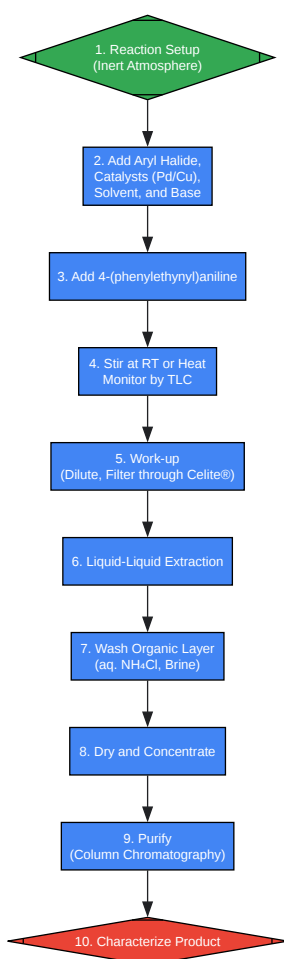 1. Reaction Setup
(Inert Atmosphere)
2. Add Aryl Halide,
Catalysts (Pd/Cu),
Solvent, and Base
3. Add 4-(phenylethynyl)aniline
4. Stir at RT or Heat
Monitor by TLC
5. Work-up
(Dilute, Filter through Celite®)
6. Liquid-Liquid Extraction
7. Wash Organic Layer
(aq. NH₄Cl, Brine)
8. Dry and Concentrate
9. Purify
(Column Chromatography)
10. Characterize Product